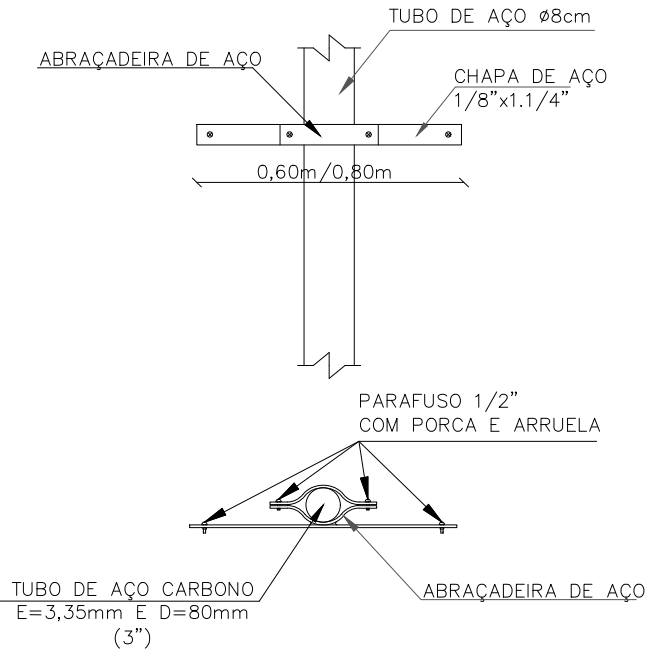 TUBO DE AÇO ø8cm
ABRAÇADEIRA DE AÇO
CHAPA DE AÇO
1/8”x1.1/4”
0,60m/0,80m
PARAFUSO 1/2”
COM PORCA E ARRUELA
TUBO DE AÇO CARBONO
E=3,35mm E D=80mm
(3”)
ABRAÇADEIRA DE AÇO